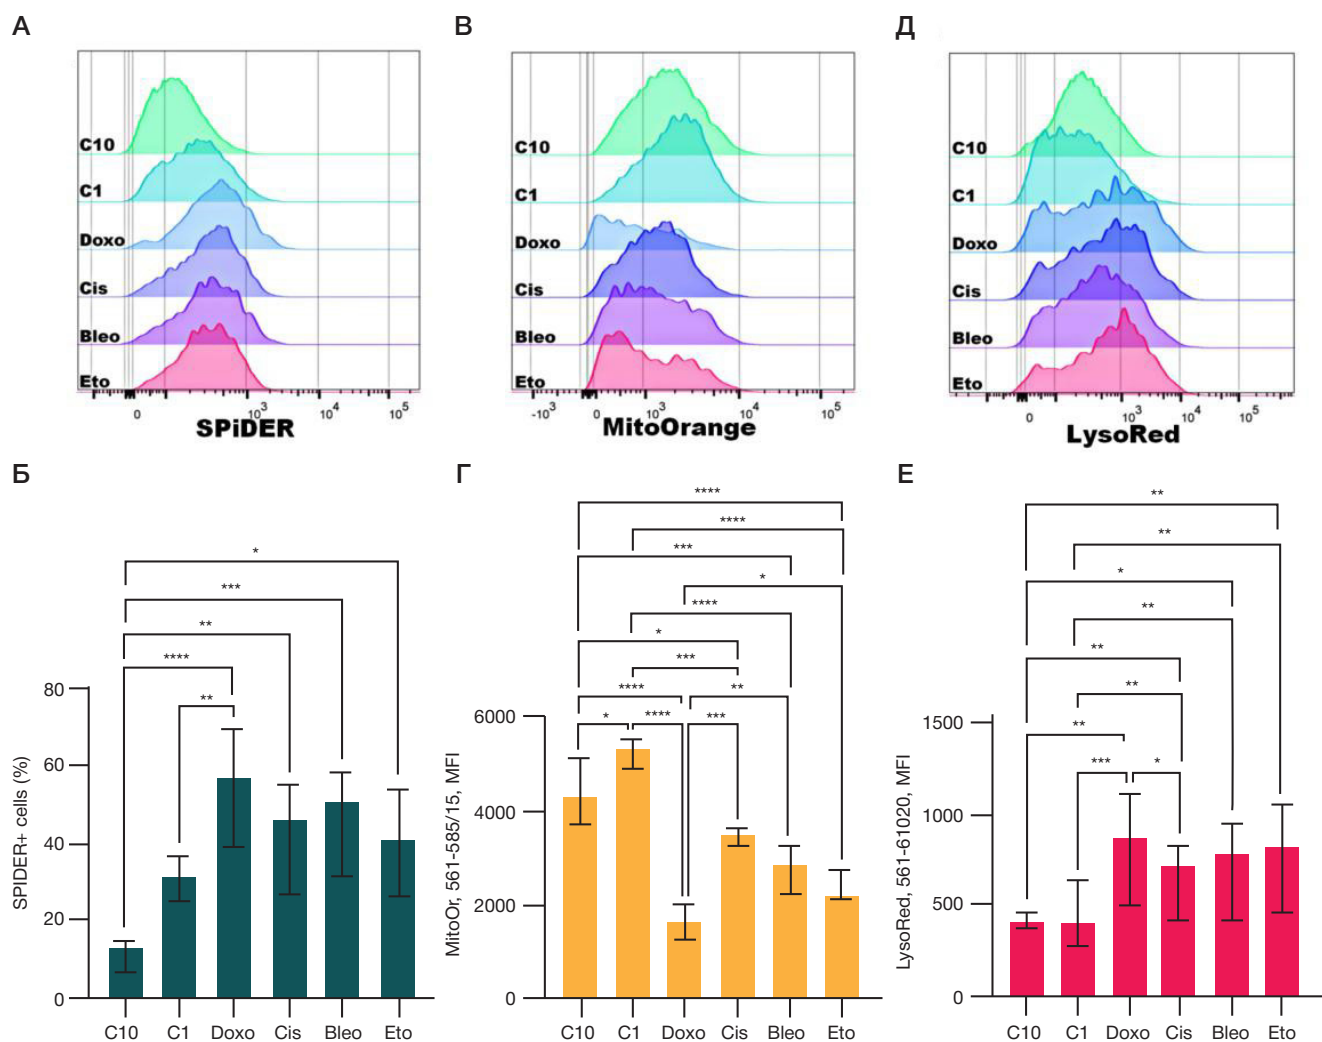 А
C10
C1
Doxo
Cis
Bleo
Eto
0 10³ 10⁴ 10⁵
SPiDER
В
C10
C1
Doxo
Cis
Bleo
Eto
-10³ 0 10³ 10⁴ 10⁵
MitoOrange
Д
C10
C1
Doxo
Cis
Bleo
Eto
0 10³ 10⁴ 10⁵
LysoRed
Б
*
***
**
****
**
SPIDER+ cells (%)
80
60
40
20
0
C10 C1 Doxo Cis Bleo Eto
Г
****
****
***
*
****
*
***
**** **
* **** ***
MitoOr, 561-585/15, MFI
6000
4000
2000
0
C10 C1 Doxo Cis Bleo Eto
Е
**
**
*
**
**
**
**
*** *
LysoRed, 561-61020, MFI
1500
1000
500
0
C10 C1 Doxo Cis Bleo Eto